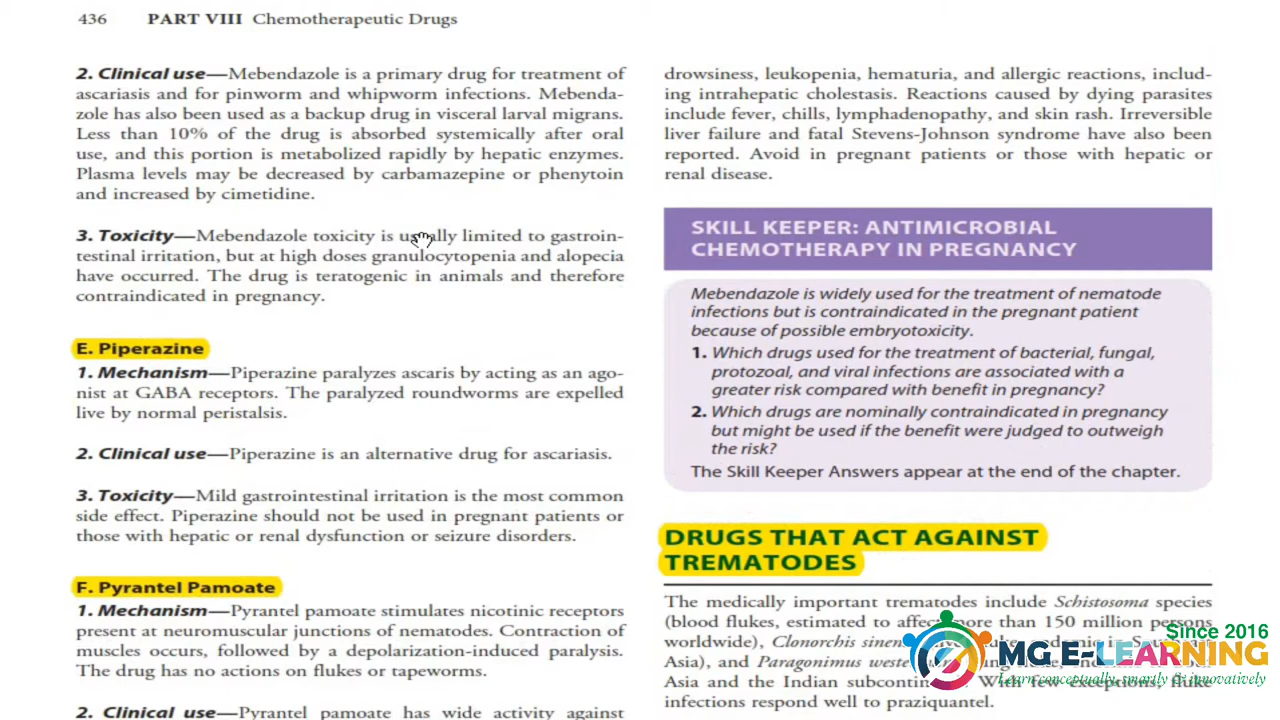 436 PART VIII Chemotherapeutic Drugs
2. Clinical use—Mebendazole is a primary drug for treatment of
ascariasis and for pinworm and whipworm infections. Mebenda-
zole has also been used as a backup drug in visceral larval migrans.
Less than 10% of the drug is absorbed systemically after oral
use, and this portion is metabolized rapidly by hepatic enzymes.
Plasma levels may be decreased by carbamazepine or phenytoin
and increased by cimetidine.
3. Toxicity—Mebendazole toxicity is usually limited to gastroin-
testinal irritation, but at high doses granulocytopenia and alopecia
have occurred. The drug is teratogenic in animals and therefore
contraindicated in pregnancy.
E. Piperazine
1. Mechanism—Piperazine paralyzes ascaris by acting as an ago-
nist at GABA receptors. The paralyzed roundworms are expelled
live by normal peristalsis.
2. Clinical use—Piperazine is an alternative drug for ascariasis.
3. Toxicity—Mild gastrointestinal irritation is the most common
side effect. Piperazine should not be used in pregnant patients or
those with hepatic or renal dysfunction or seizure disorders.
F. Pyrantel Pamoate
1. Mechanism—Pyrantel pamoate stimulates nicotinic receptors
present at neuromuscular junctions of nematodes. Contraction of
muscles occurs, followed by a depolarization-induced paralysis.
The drug has no actions on flukes or tapeworms.
2. Clinical use—Pyrantel pamoate has wide activity against
drowsiness, leukopenia, hematuria, and allergic reactions, includ-
ing intrahepatic cholestasis. Reactions caused by dying parasites
include fever, chills, lymphadenopathy, and skin rash. Irreversible
liver failure and fatal Stevens-Johnson syndrome have also been
reported. Avoid in pregnant patients or those with hepatic or
renal disease.
SKILL KEEPER: ANTIMICROBIAL
CHEMOTHERAPY IN PREGNANCY
Mebendazole is widely used for the treatment of nematode
infections but is contraindicated in the pregnant patient
because of possible embryotoxicity.
1. Which drugs used for the treatment of bacterial, fungal,
protozoal, and viral infections are associated with a
greater risk compared with benefit in pregnancy?
2. Which drugs are nominally contraindicated in pregnancy
but might be used if the benefit were judged to outweigh
the risk?
The Skill Keeper Answers appear at the end of the chapter.
DRUGS THAT ACT AGAINST
TREMATODES
The medically important trematodes include Schistosoma species
(blood flukes, estimated to affect more than 150 million persons
worldwide), Clonorchis
Asia), and Paragonimus
Asia and the Indian With few exceptions, fluke
infections respond well to praziquantel.
Since 2016
MG E-LEARNING
Learn conceptually, smartly & innovatively